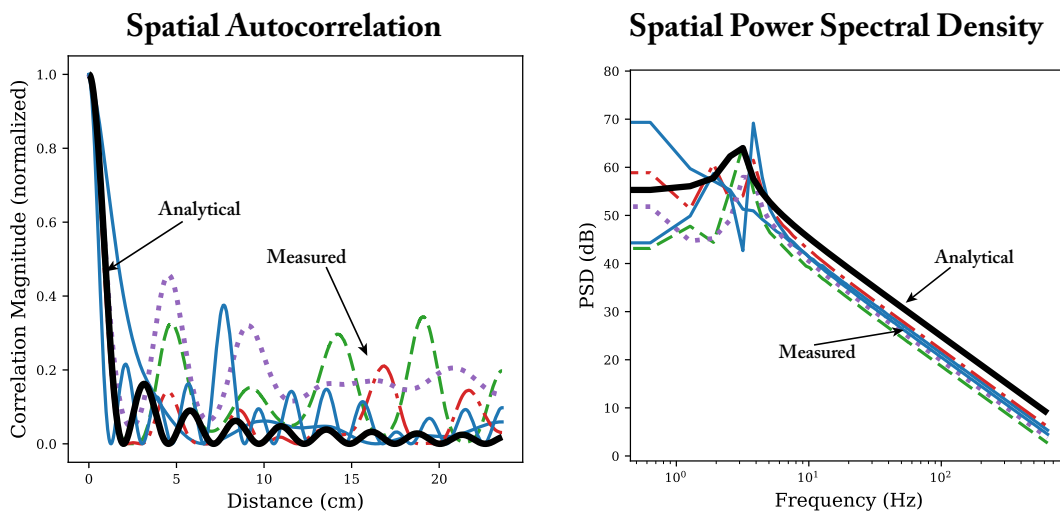 Spatial Autocorrelation
Correlation Magnitude (normalized)
1.0
0.8
0.6
0.4
0.2
0.0
Analytical
Measured
0
5
10
15
20
Distance (cm)
Spatial Power Spectral Density
PSD (dB)
80
70
60
50
40
30
20
10
0
Analytical
Measured
10⁰
10¹
10²
Frequency (Hz)